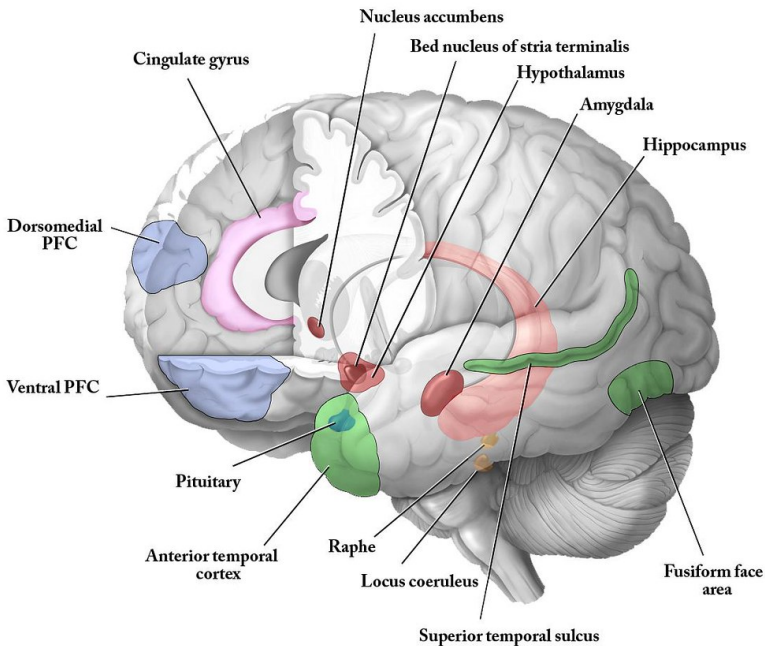 Nucleus accumbens
Bed nucleus of stria terminalis
Cingulate gyrus
Hypothalamus
Amygdala
Hippocampus
Dorsomedial
PFC
Ventral PFC
Pituitary
Anterior temporal
cortex
Raphe
Locus coeruleus
Fusiform face
area
Superior temporal sulcus